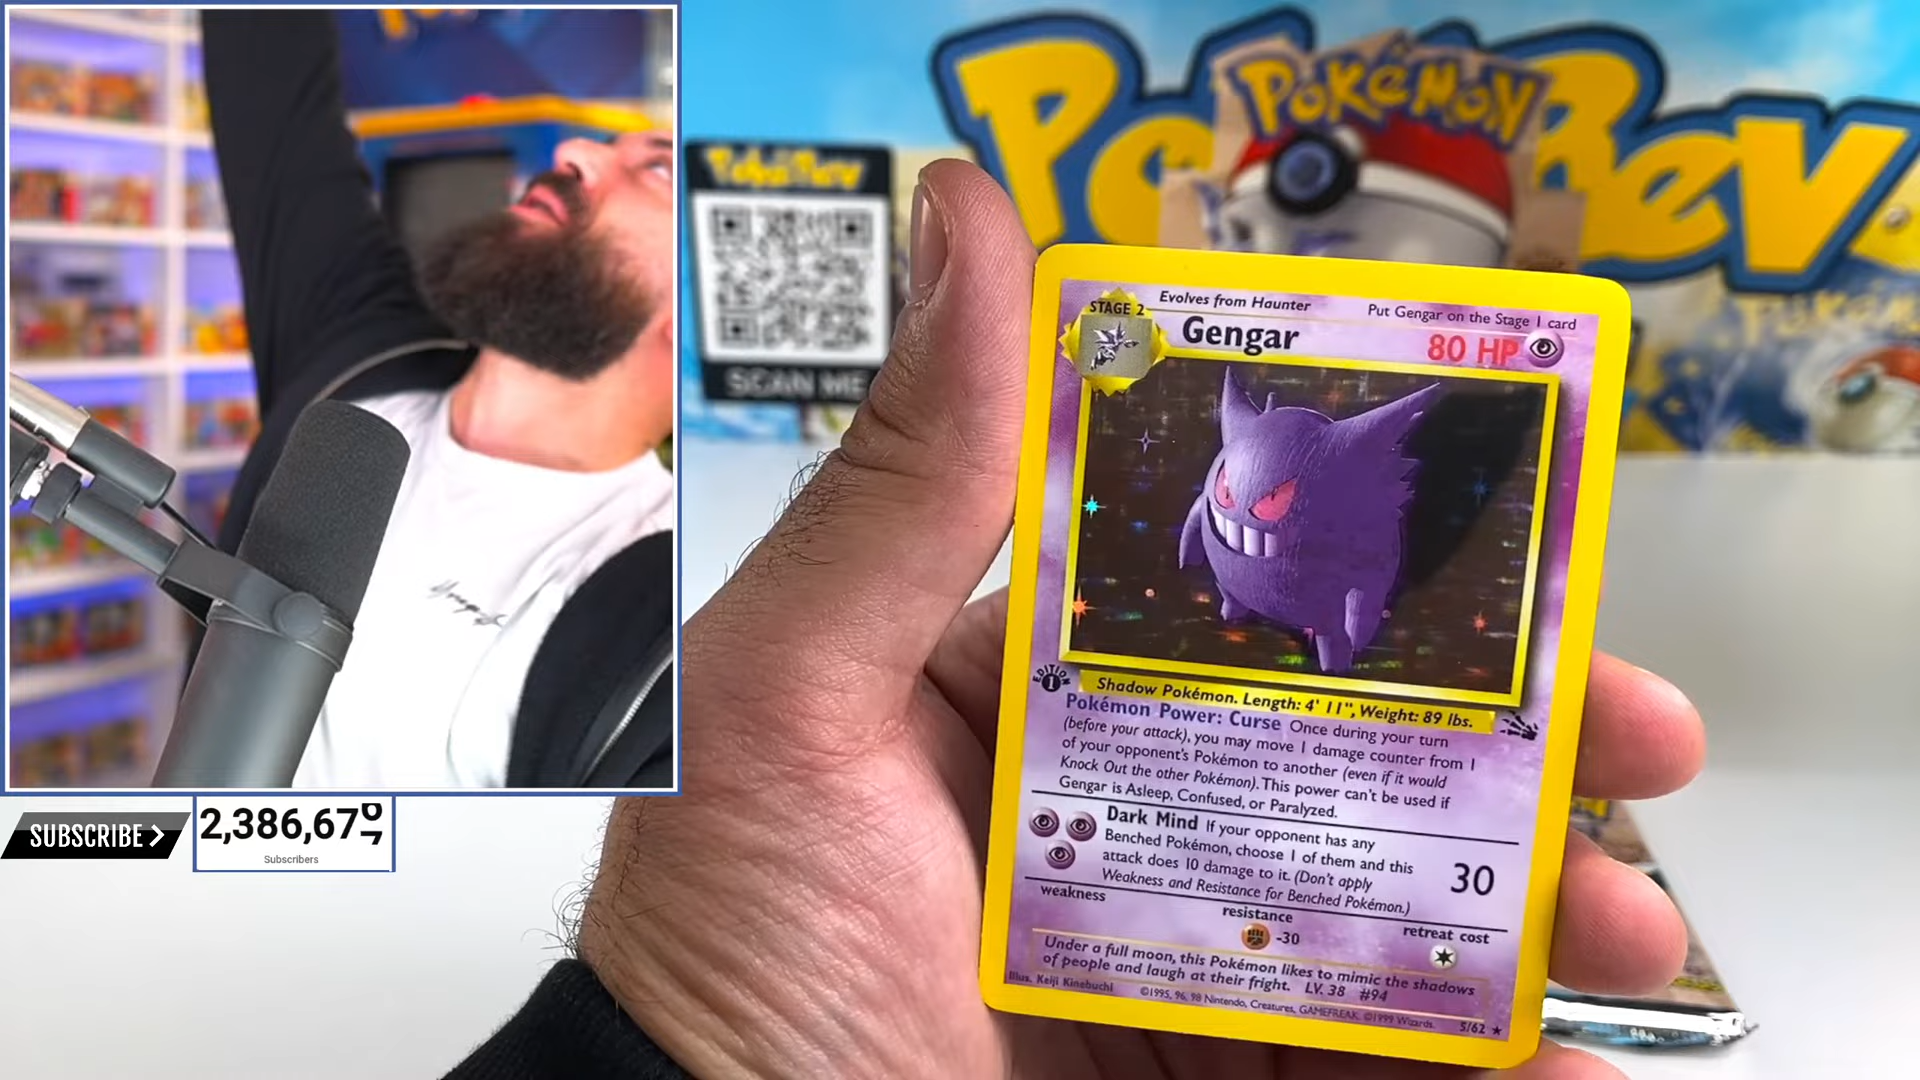 PokéRev
POKÉMON
PokéRev
SCAN ME
POKÉMON
STAGE 2
Evolves from Haunter
Put Gengar on the Stage 1 card
Gengar
80 HP
EDITION
1
Shadow Pokémon. Length: 4' 11", Weight: 89 lbs.
Pokémon Power: Curse Once during your turn
(before your attack), you may move 1 damage counter from 1
of your opponent's Pokémon to another (even if it would
Knock Out the other Pokémon). This power can't be used if
Gengar is Asleep, Confused, or Paralyzed.
Dark Mind If your opponent has any
Benched Pokémon, choose 1 of them and this
attack does 10 damage to it. (Don't apply
Weakness and Resistance for Benched Pokémon.)
30
weakness
resistance
-30
retreat cost
Under a full moon, this Pokémon likes to mimic the shadows
of people and laugh at their fright. LV. 38 #94
Illus. Keiji Kinebuchi
©1995, 96, 98 Nintendo, Creatures, GAMEFREAK. ©1999 Wizards.
5/62 ★
SUBSCRIBE >
2,386,67
Subscribers